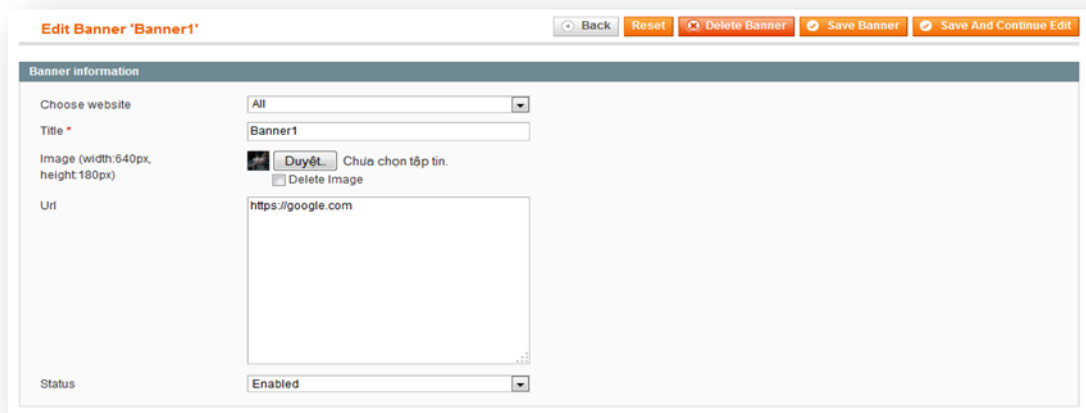 Edit Banner 'Banner1'
Back Reset Delete Banner Save Banner Save And Continue Edit
Banner information
Choose website All
Title * Banner1
Image (width:640px, height:180px) Duyệt.. Chưa chọn tập tin.
Delete Image
Url https://google.com
Status Enabled